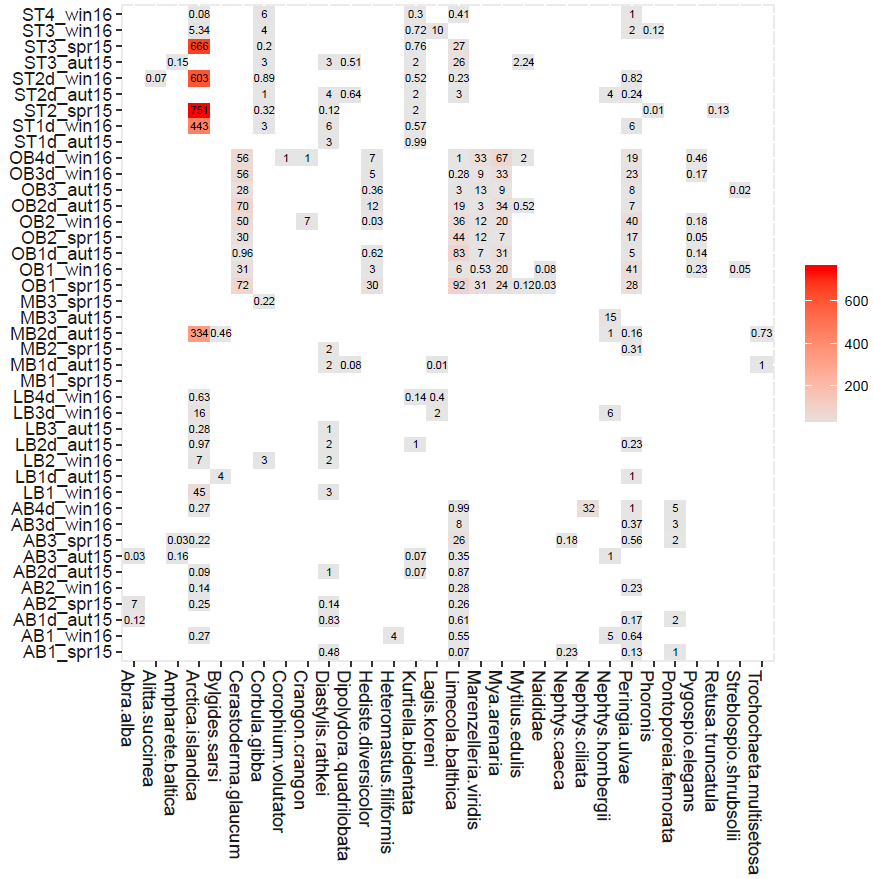 ST4_win16 0.08 6 0.3 0.41 1
ST3_win16 5.34 4 0.72 10 2 0.12
ST3_spr15 666 0.2 0.76 27
ST3_aut15 0.15 3 3 0.51 2 26 2.24
ST2d_win16 0.07 603 0.89 0.52 0.23 0.82
ST2d_aut15 1 4 0.64 2 3 4 0.24
ST2_spr15 751 0.32 0.12 2 0.01 0.13
ST1d_win16 443 3 6 0.57 6
ST1d_aut15 3 0.99
OB4d_win16 56 1 1 7 1 33 67 2 19 0.46
OB3d_win16 56 5 0.28 9 33 23 0.17
OB3_aut15 28 0.36 3 13 9 8 0.02
OB2d_aut15 70 12 19 3 34 0.52 7
OB2_win16 50 7 0.03 36 12 20 40 0.18
OB2_spr15 30 44 12 7 17 0.05
OB1d_aut15 0.96 0.62 83 7 31 5 0.14
OB1_win16 31 3 6 0.53 20 0.08 41 0.23 0.05
OB1_spr15 72 30 92 31 24 0.12 0.03 28
MB3_spr15 0.22
MB3_aut15 15
MB2d_aut15 334 0.46 1 0.16 0.73
MB2_spr15 2 0.31
MB1d_aut15 2 0.08 0.01 1
MB1_spr15
LB4d_win16 0.63 0.14 0.4
LB3d_win16 16 2 6
LB3_aut15 0.28 1
LB2d_aut15 0.97 2 1 0.23
LB2_win16 7 3 2
LB1d_aut15 4 1
LB1_win16 45 3
AB4d_win16 0.27 0.99 32 1 5
AB3d_win16 8 0.37 3
AB3_spr15 0.03 0.22 26 0.18 0.56 2
AB3_aut15 0.03 0.16 0.07 0.35 1
AB2d_aut15 0.09 1 0.07 0.87
AB2_win16 0.14 0.28 0.23
AB2_spr15 7 0.25 0.14 0.26
AB1d_aut15 0.12 0.83 0.61 0.17 2
AB1_win16 0.27 4 0.55 5 0.64
AB1_spr15 0.48 0.07 0.23 0.13 1
Abra.alba
Alitta.succinea
Ampharete.baltica
Arctica.islandica
Bylgides.sarsi
Cerastoderma.glaucum
Corbula.gibba
Corophium.volutator
Crangon.crangon
Diastylis.rathkei
Dipolydora.quadrilobata
Hediste.diversicolor
Heteromastus.filiformis
Kurtiella.bidentata
Lagis.koreni
Limecola.balthica
Marenzelleria.viridis
Mya.arenaria
Mytilus.edulis
Naididae
Nephtys.caeca
Nephtys.ciliata
Nephtys.hombergii
Peringia.ulvae
Phoronis
Pontoporeia.femorata
Pygospio.elegans
Retusa.truncatula
Streblospio.shrubsolii
Trochochaeta.multisetosa
600
400
200